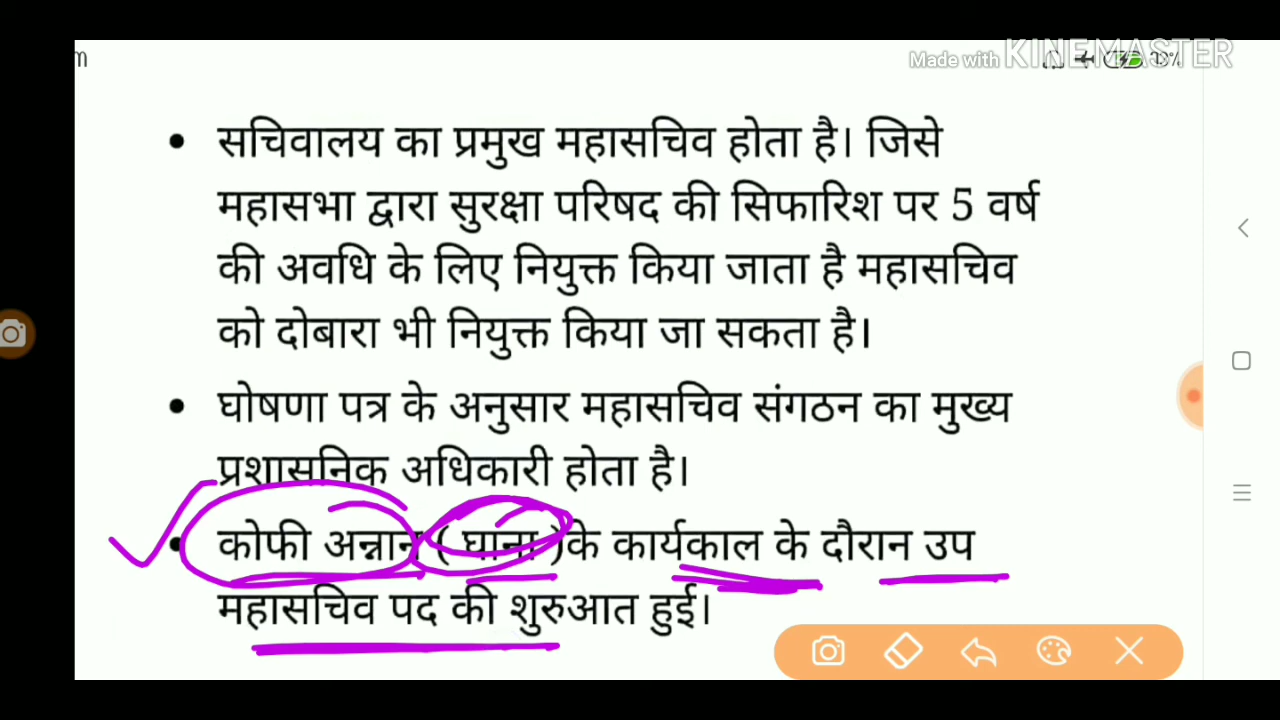 m
Made with KINEMASTER
सचिवालय का प्रमुख महासचिव होता है। जिसे
महासभा द्वारा सुरक्षा परिषद की सिफारिश पर 5 वर्ष
की अवधि के लिए नियुक्त किया जाता है महासचिव
को दोबारा भी नियुक्त किया जा सकता है।
घोषणा पत्र के अनुसार महासचिव संगठन का मुख्य
प्रशासनिक अधिकारी होता है।
कोफी अन्नान ( घाना )के कार्यकाल के दौरान उप
महासचिव पद की शुरुआत हुई।